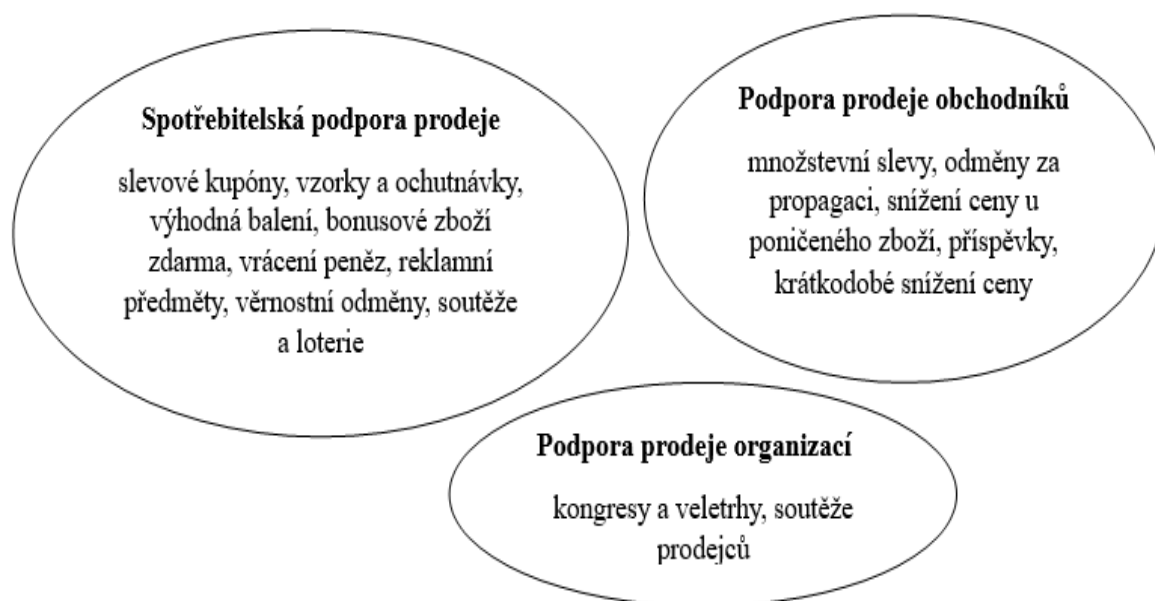 Spotřebitelská podpora prodeje
slevové kupóny, vzorky a ochutnávky,
výhodná balení, bonusové zboží
zdarma, vrácení peněz, reklamní
předměty, věrnostní odměny, soutěže
a loterie
Podpora prodeje obchodníků
množstevní slevy, odměny za
propagaci, snížení ceny u
poničeného zboží, příspěvky,
krátkodobé snížení ceny
Podpora prodeje organizací
kongresy a veletrhy, soutěže
prodejců